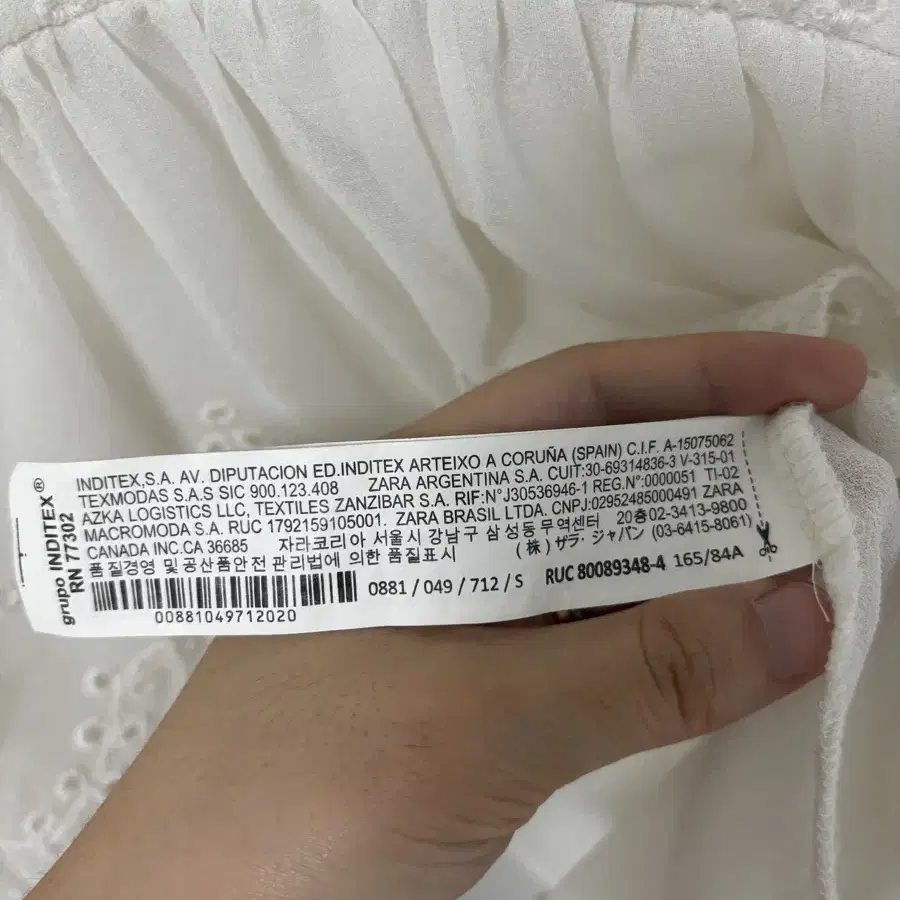 grupo INDITEX®
RN 77302
INDITEX,S.A. AV. DIPUTACION ED.INDITEX ARTEIXO A CORUÑA (SPAIN) C.I.F. A-15075062
TEXMODAS S.A.S SIC 900.123.408 ZARA ARGENTINA S.A. CUIT:30-69314836-3 V-315-01
AZKA LOGISTICS LLC, TEXTILES ZANZIBAR S.A. RIF:N°J30536946-1 REG.N°:0000051 TI-02
MACROMODA S.A. RUC 1792159105001. ZARA BRASIL LTDA. CNPJ:02952485000491 ZARA
CANADA INC.CA 36685 자라코리아 서울시 강남구 삼성동 무역센터 20층02-3413-9800
품질경영 및공산품안전 관리법에 의한 품질표시 (株) ザラ・ジャパン (03-6415-8061)
0881 / 049 / 712 / S RUC 80089348-4 165/84A
00881049712020